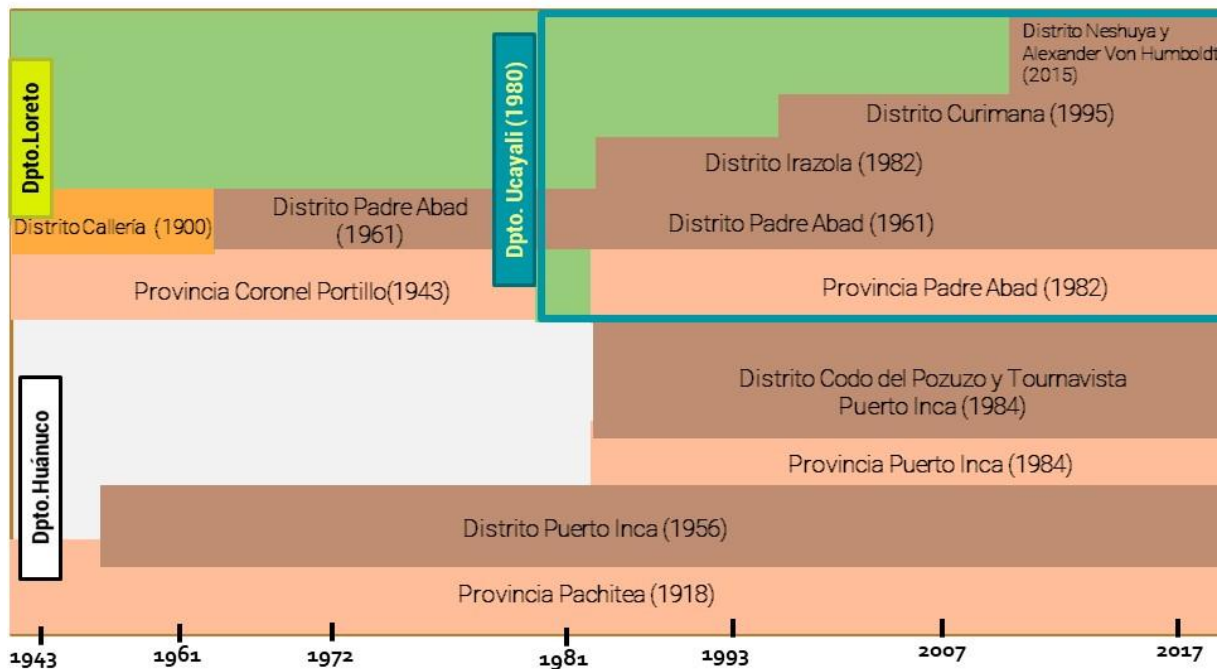 Dpto.Loreto
Dpto. Ucayali (1980)
Distrito Neshuya y
Alexander Von Humboldt
(2015)
Distrito Curimana (1995)
Distrito Irazola (1982)
Distrito Callería (1900)
Distrito Padre Abad
(1961)
Distrito Padre Abad (1961)
Provincia Coronel Portillo(1943)
Provincia Padre Abad (1982)
Dpto.Huánuco
Distrito Codo del Pozuzo y Tournavista
Puerto Inca (1984)
Provincia Puerto Inca (1984)
Distrito Puerto Inca (1956)
Provincia Pachitea (1918)
1943 1961 1972 1981 1993 2007 2017